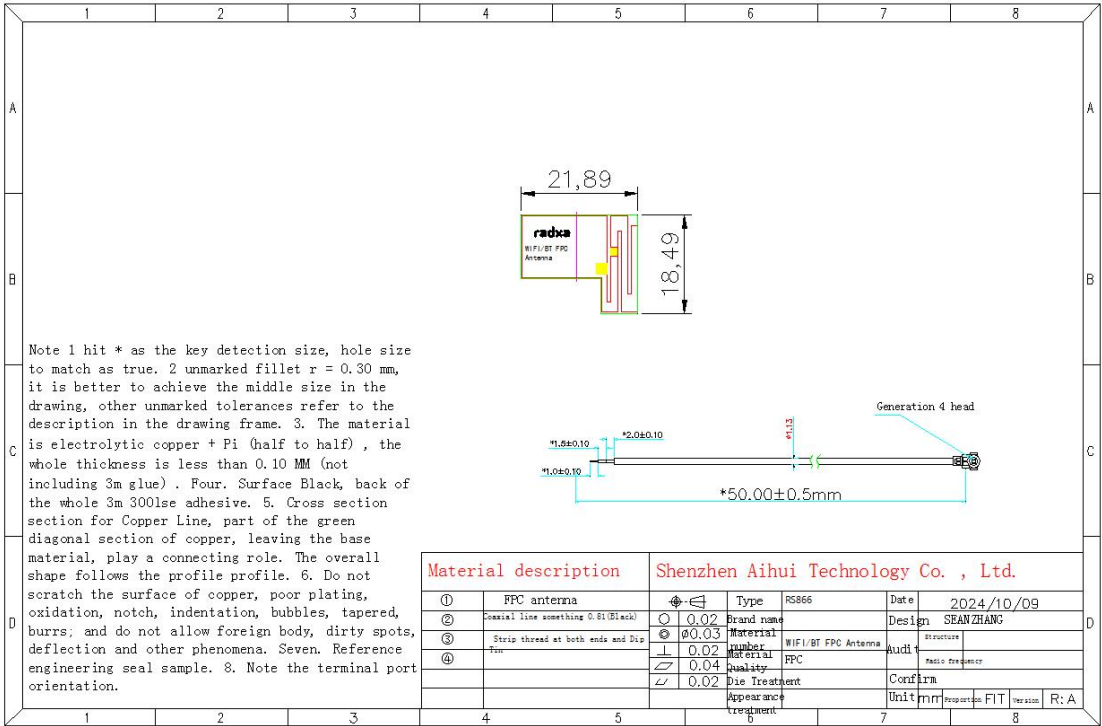 1 2 3 4 5 6 7 8
A A
21,89
radxa
WIFI/BT FPC
Antenna
18,49
B B
Note 1 hit * as the key detection size, hole size
to match as true. 2 unmarked fillet r = 0.30 mm,
it is better to achieve the middle size in the
drawing, other unmarked tolerances refer to the
description in the drawing frame. 3. The material
is electrolytic copper + Pi (half to half) , the
whole thickness is less than 0.10 MM (not
including 3m glue) . Four. Surface Black, back of
the whole 3m 300lse adhesive. 5. Cross section
section for Copper Line, part of the green
diagonal section of copper, leaving the base
material, play a connecting role. The overall
shape follows the profile profile. 6. Do not
scratch the surface of copper, poor plating,
oxidation, notch, indentation, bubbles, tapered,
burrs; and do not allow foreign body, dirty spots,
deflection and other phenomena. Seven. Reference
engineering seal sample. 8. Note the terminal port
orientation.
Generation 4 head
C C
*1.8±0.10
*2.0±0.10
ø1.13
*1.0±0.10
*50.00±0.5mm
Material description
① FPC antenna
② Coaxial line something 0.81(Black)
③ Strip thread at both ends and Dip
Tin
④
Shenzhen Aihui Technology Co. , Ltd.
Type RS866 Date 2024/10/09
0.02 Brand name Design SEANZHANG
ø0.03 Material number WIFI/BT FPC Antenna Audit Structure
0.02 Material Quality FPC Radio frequency
0.04
0.02 Die Treatment Confirm
Appearance treatment Unit mm Proportion FIT Version R:A
D D
1 2 3 4 5 6 7 8